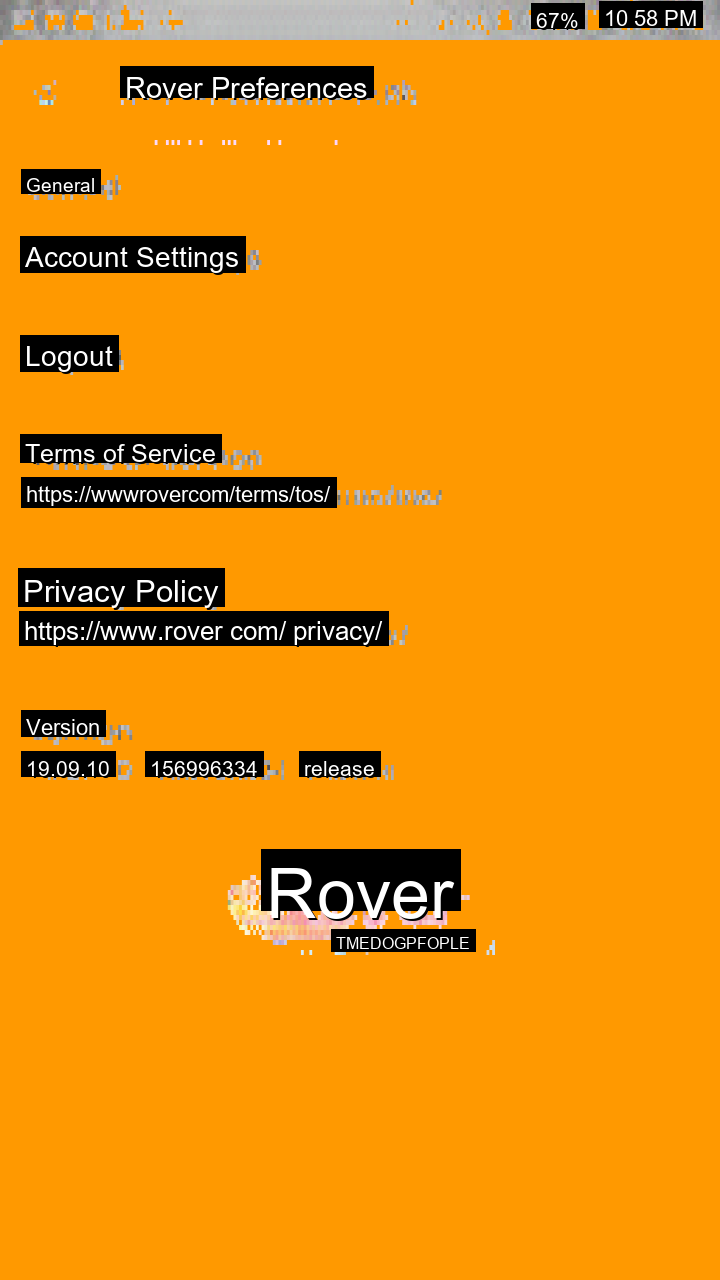 67% 10 58 PM
Rover Preferences
General
Account Settings
Logout
Terms of Service
https://wwwrovercom/terms/tos/
Privacy Policy
https://www.rover com/ privacy/
Version
19.09.10 156996334 release
Rover
TMEDOGPFOPLE